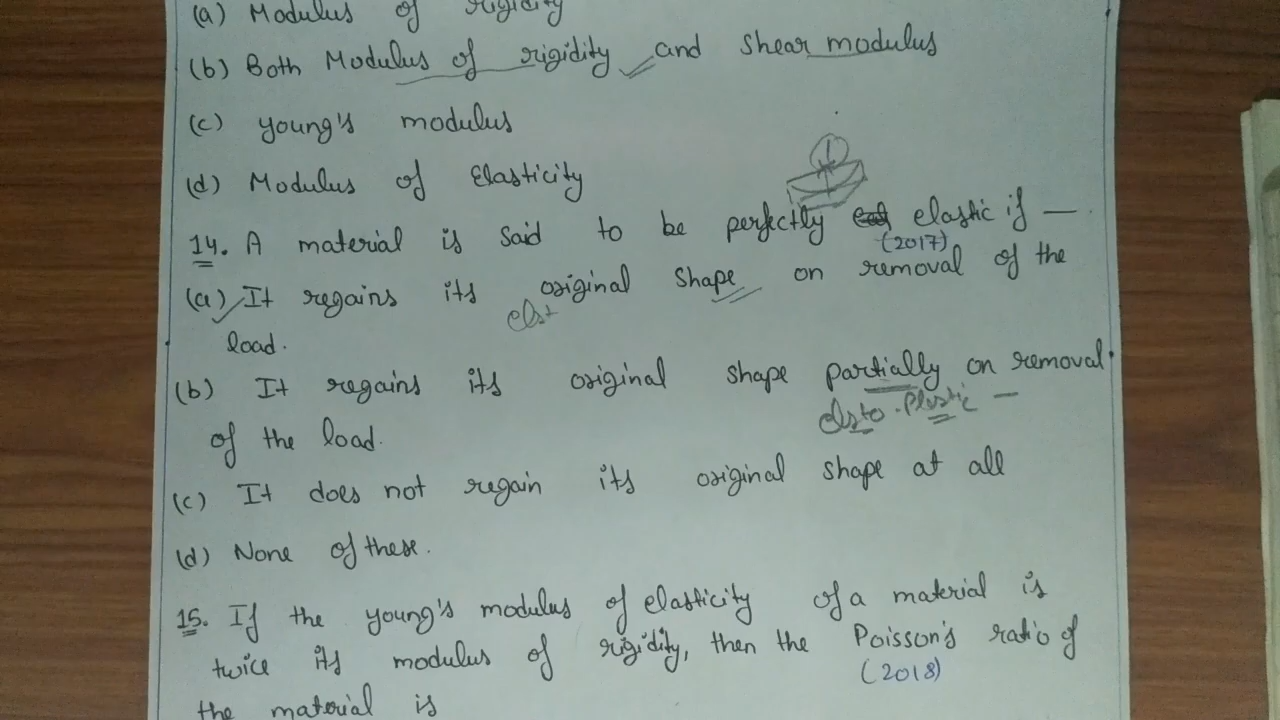 (a) Modulus of rigidity
(b) Both Modulus of rigidity and shear modulus
(c) young's modulus
(d) Modulus of Elasticity
14. A material is said to be perfectly elastic if —.
(2017)
(a) It regains its original shape on removal of the
elst
load.
(b) It regains its original shape partially on removal
elsto. Plastic —
of the load.
(c) It does not regain its original shape at all
(d) None of these.
15. If the young's modulus of elasticity of a material is
twice its modulus of rigidity, then the Poisson's ratio of
(2018)
the material is